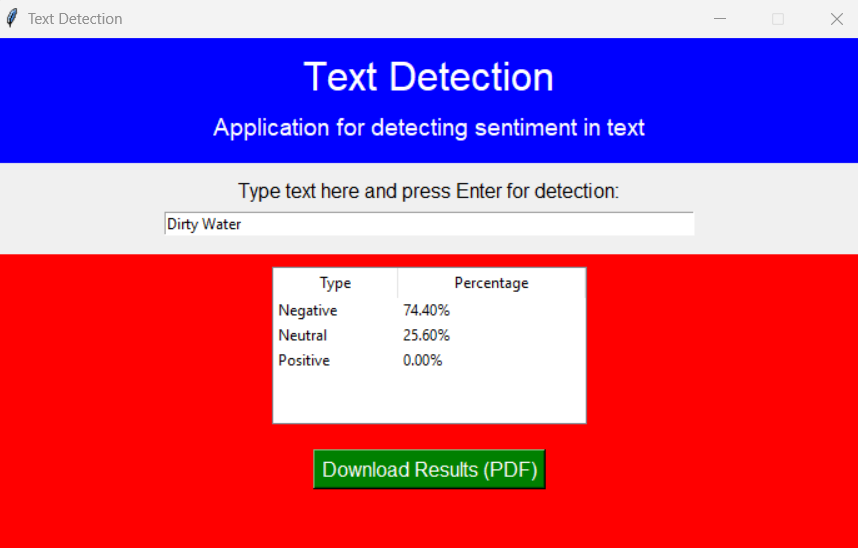 Text Detection
Text Detection
Application for detecting sentiment in text
Type text here and press Enter for detection:
Dirty Water
Type Percentage
Negative 74.40%
Neutral 25.60%
Positive 0.00%
Download Results (PDF)